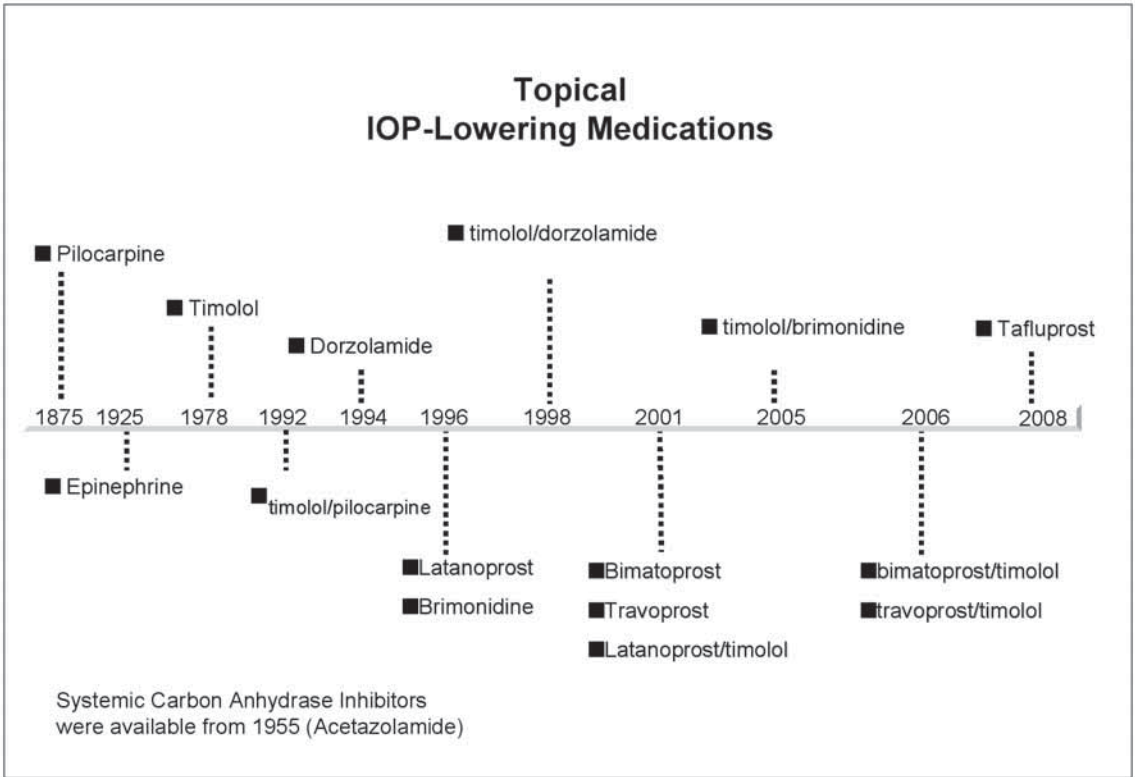 Topical
IOP-Lowering Medications
■ timolol/dorzolamide
■ Pilocarpine
■ Timolol
■ timolol/brimonidine
■ Tafluprost
■ Dorzolamide
1875 1925 1978 1992 1994 1996 1998 2001 2005 2006 2008
■ Epinephrine
■ timolol/pilocarpine
■Latanoprost
■Brimonidine
■Bimatoprost
■Travoprost
■Latanoprost/timolol
■bimatoprost/timolol
■travoprost/timolol
Systemic Carbon Anhydrase Inhibitors
were available from 1955 (Acetazolamide)